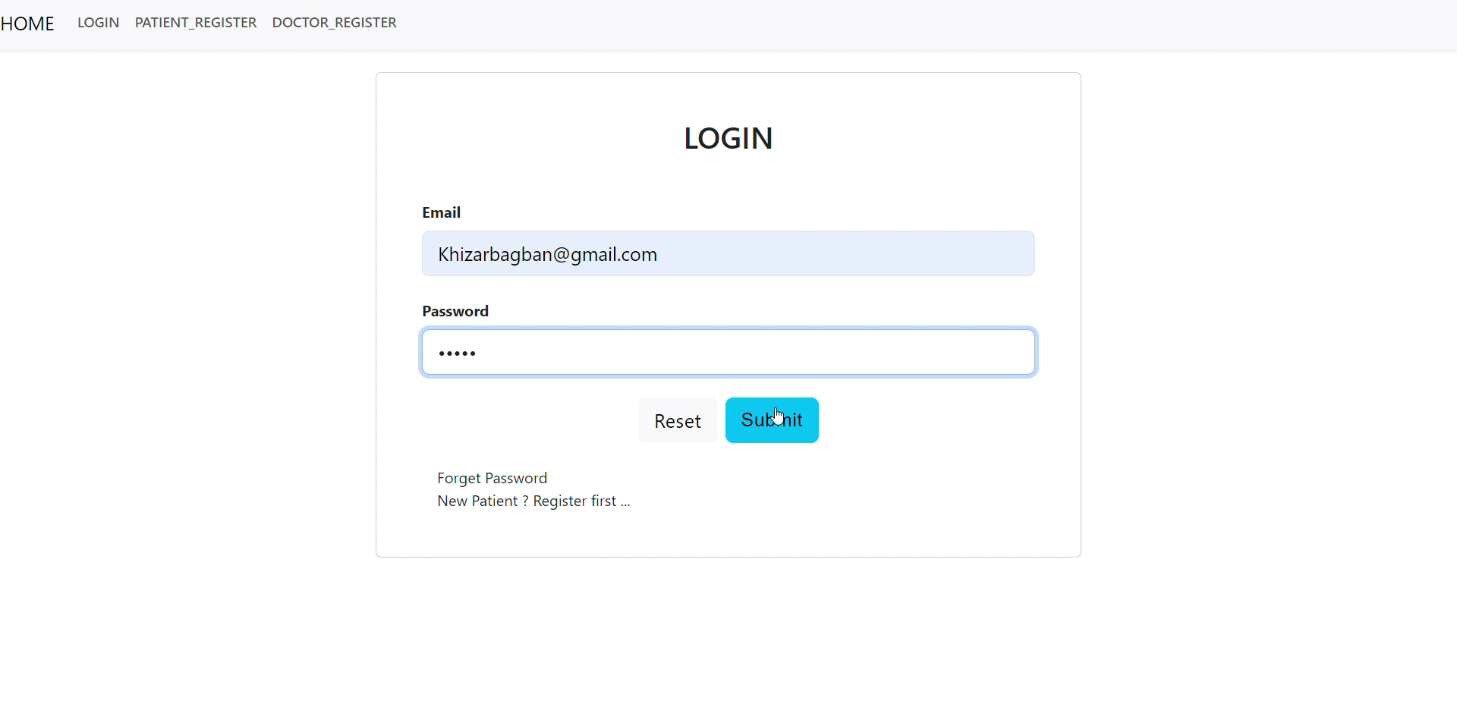 HOME LOGIN PATIENT_REGISTER DOCTOR_REGISTER
LOGIN
Email
Khizarbagban@gmail.com
Password
•••••
Reset Submit
Forget Password
New Patient ? Register first ...